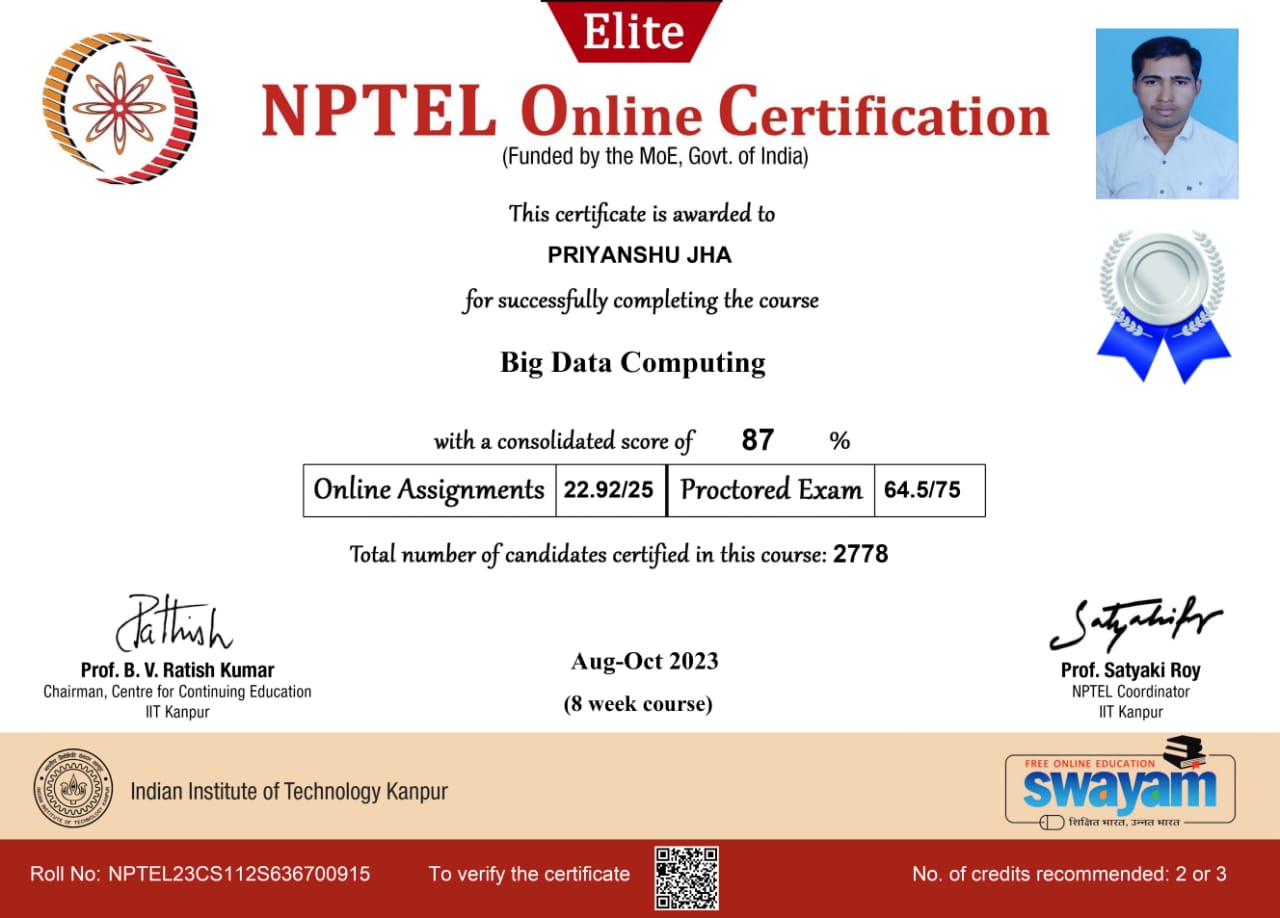 Elite
NPTEL Online Certification
(Funded by the MoE, Govt. of India)
This certificate is awarded to
PRIYANSHU JHA
for successfully completing the course
Big Data Computing
with a consolidated score of 87 %
Online Assignments 22.92/25 Proctored Exam 64.5/75
Total number of candidates certified in this course: 2778
Prof. B. V. Ratish Kumar
Chairman, Centre for Continuing Education
IIT Kanpur
Aug-Oct 2023
(8 week course)
Prof. Satyaki Roy
NPTEL Coordinator
IIT Kanpur
Indian Institute of Technology Kanpur
FREE ONLINE EDUCATION
swayam
शिक्षित भारत, उन्नत भारत
Roll No: NPTEL23CS112S636700915
To verify the certificate
No. of credits recommended: 2 or 3